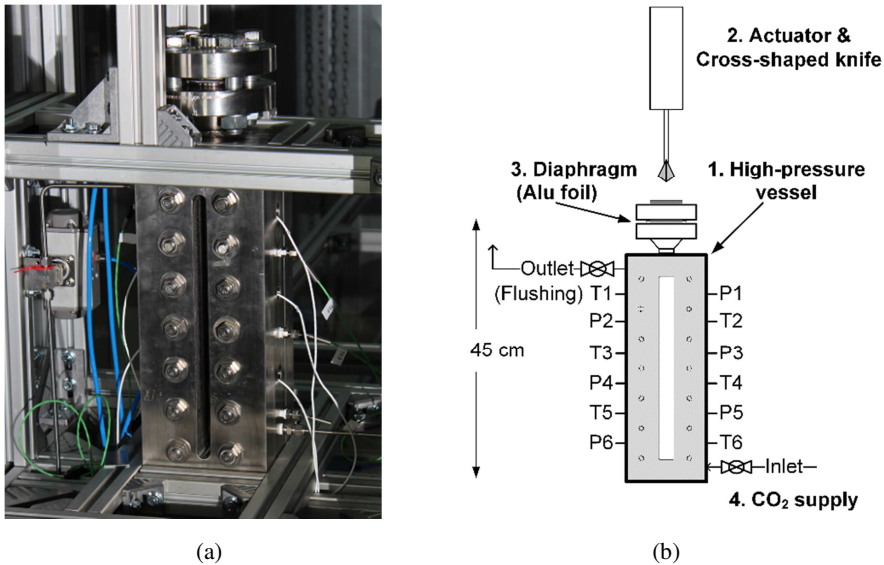 2. Actuator &
Cross-shaped knife
3. Diaphragm
(Alu foil)
1. High-pressure
vessel
Outlet
(Flushing)
T1
P1
P2
T2
T3
P3
45 cm
P4
T4
T5
P5
P6
T6
Inlet
4. CO₂ supply
(a)
(b)